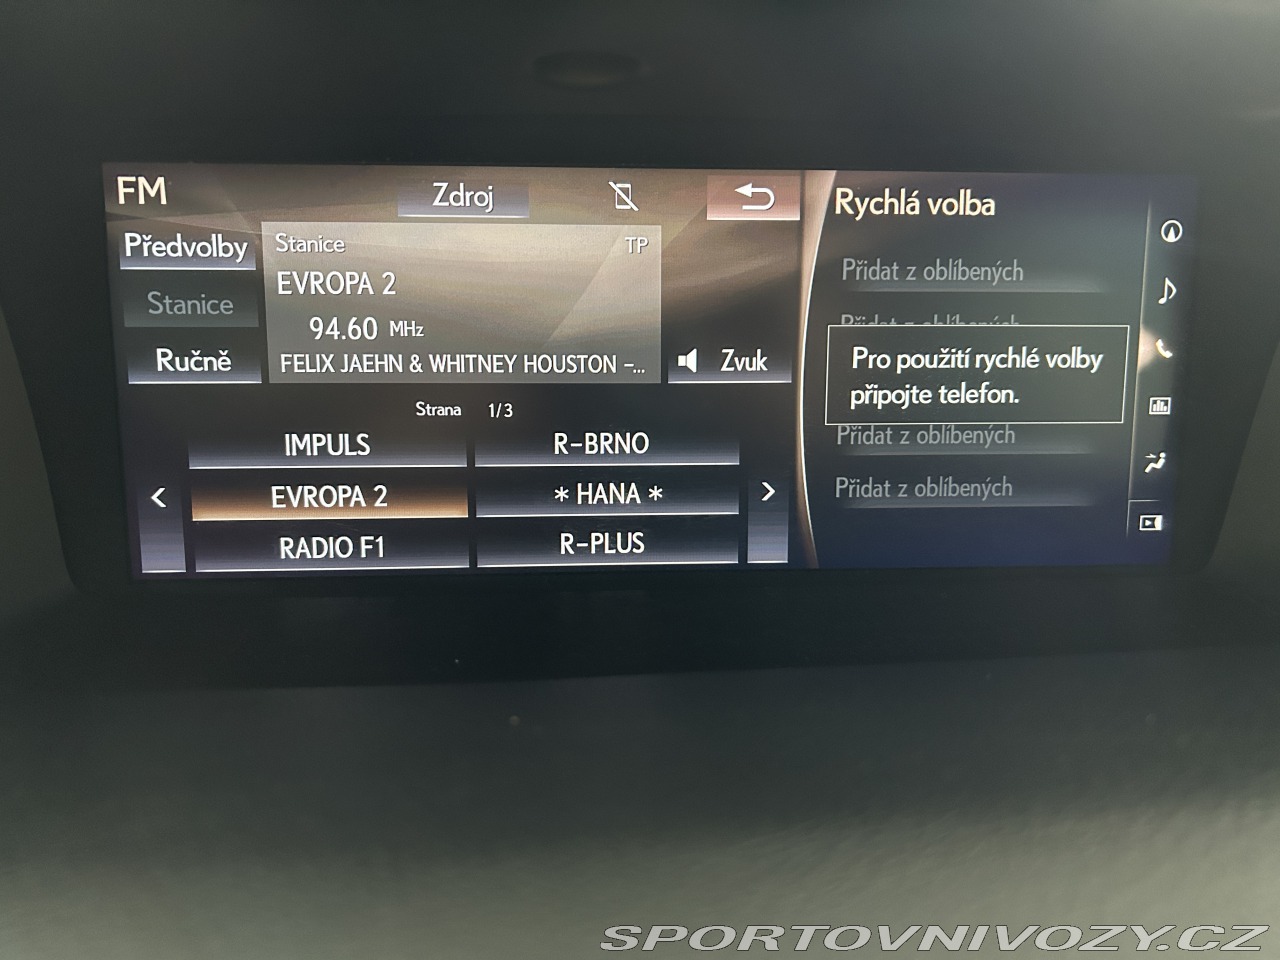 FM
Zdroj
Předvolby
Stanice
Ručně
Stanice
TP
EVROPA 2
94.60 MHz
FELIX JAEHN & WHITNEY HOUSTON –...
Zvuk
Strana 1/3
IMPULS
R–BRNO
EVROPA 2
* HANA *
RADIO F1
R–PLUS
Rychlá volba
Přidat z oblíbených
Přidat z oblíbených
Pro použití rychlé volby
připojte telefon.
Přidat z oblíbených
Přidat z oblíbených
SPORTOVNIVOZY.CZ